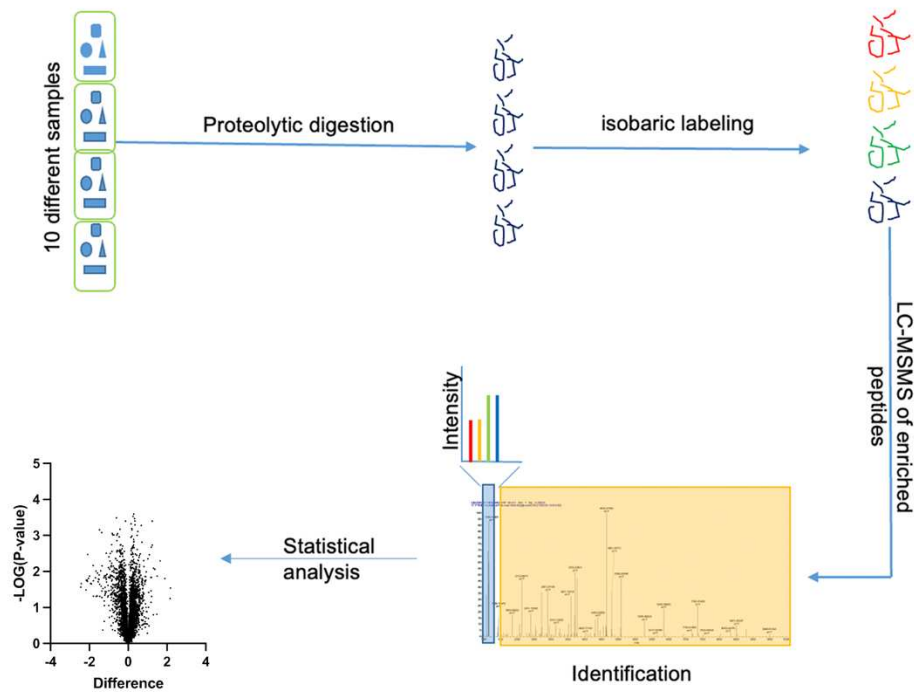 10 different samples
Proteolytic digestion
isobaric labeling
LC-MSMS of enriched
peptides
Intensity
Identification
Statistical
analysis
-LOG(P-value)
5
4
3
2
1
0
-4 -2 0 2 4
Difference